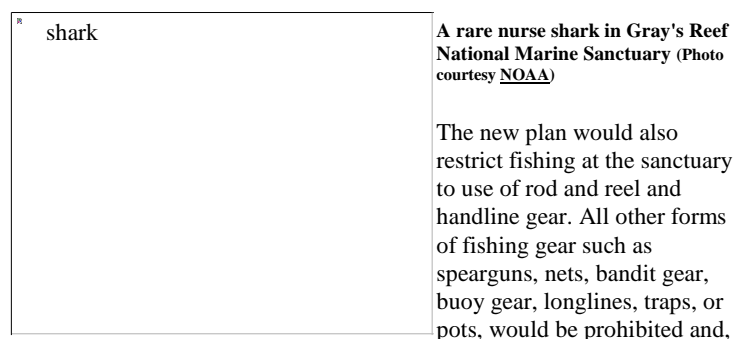 shark
A rare nurse shark in Gray's Reef
National Marine Sanctuary (Photo
courtesy NOAA)
The new plan would also
restrict fishing at the sanctuary
to use of rod and reel and
handline gear. All other forms
of fishing gear such as
spearguns, nets, bandit gear,
buoy gear, longlines, traps, or
pots, would be prohibited and,